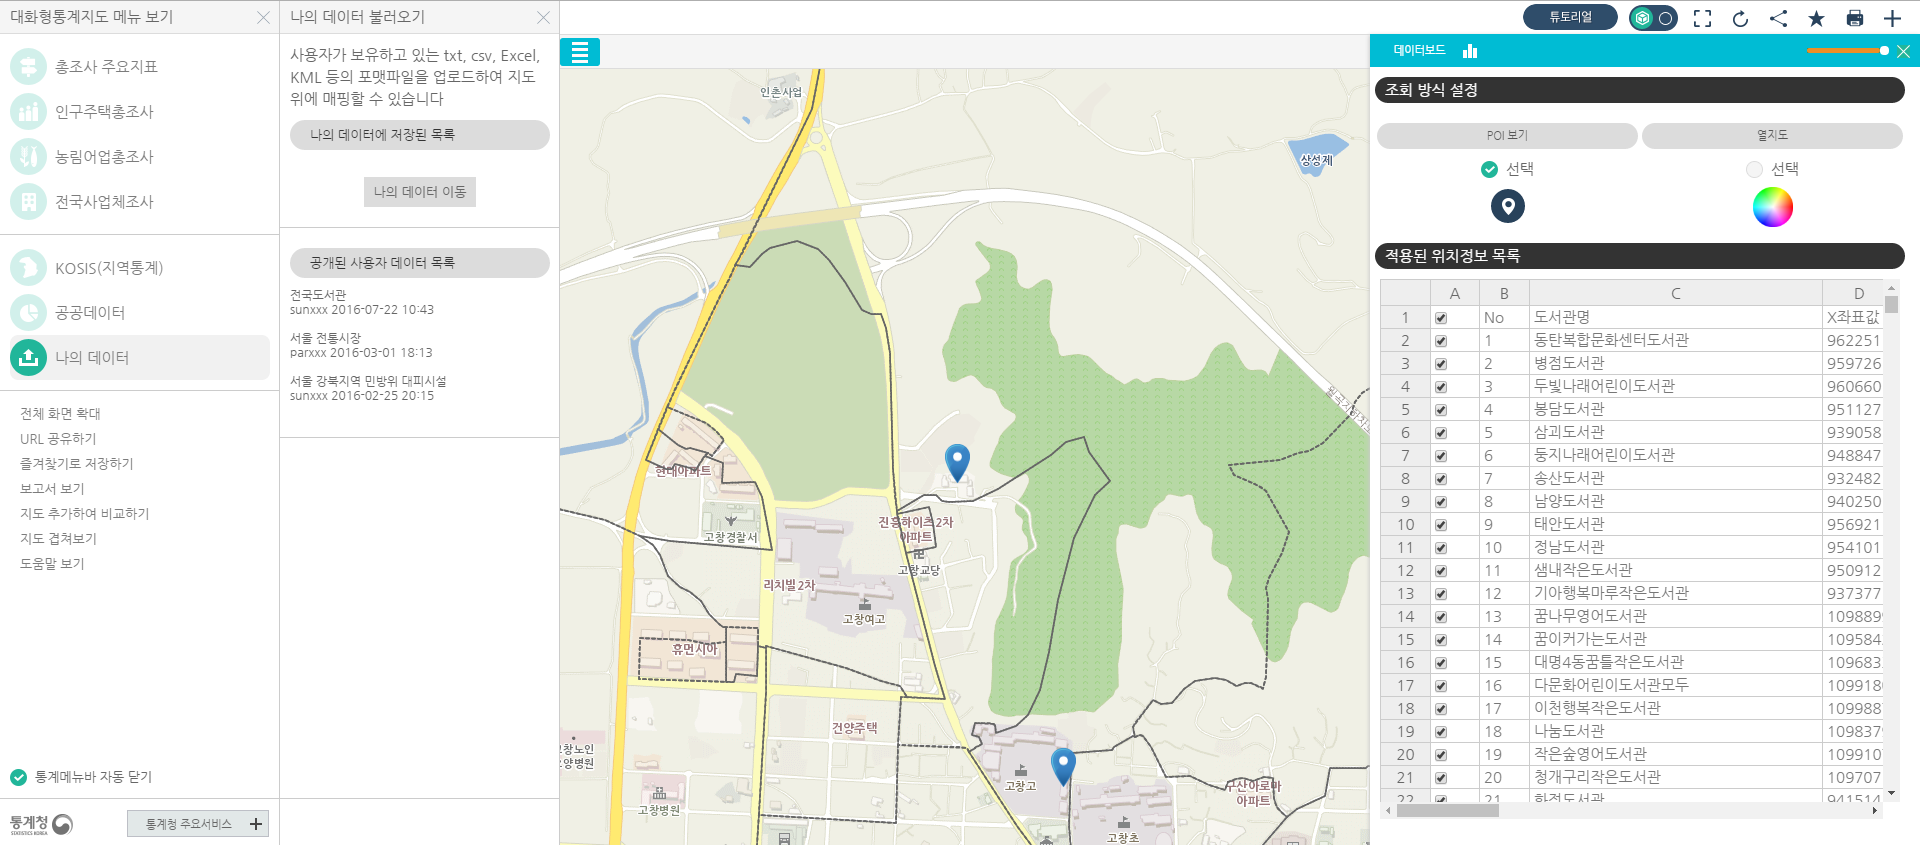 대화형통계지도 메뉴 보기
총조사 주요지표
인구주택총조사
농림어업총조사
전국사업체조사
KOSIS(지역통계)
공공데이터
나의 데이터
전체 화면 확대
URL 공유하기
즐겨찾기로 저장하기
보고서 보기
지도 추가하여 비교하기
지도 겹쳐보기
도움말 보기
통계메뉴바 자동 닫기
통계청
STATISTICS KOREA
통계청 주요서비스
나의 데이터 불러오기
사용자가 보유하고 있는 txt, csv, Excel,
KML 등의 포맷파일을 업로드하여 지도
위에 매핑할 수 있습니다
나의 데이터에 저장된 목록
나의 데이터 이동
공개된 사용자 데이터 목록
전국도서관
sunxxx 2016-07-22 10:43
서울 전통시장
parxxx 2016-03-01 18:13
서울 강북지역 민방위 대피시설
sunxxx 2016-02-25 20:15
튜토리얼
인촌사업
상성제
현대아파트
고창경찰서
진흥하이츠2차
아파트
고창교당
리치빌2차
고창여고
휴먼시아
건양주택
고창노인
요양병원
고창병원
고창고
고창초
구산아로마
아파트
데이터보드
조회 방식 설정
POI 보기
열지도
선택
선택
적용된 위치정보 목록
A B C D
1 No 도서관명 X좌표값
2 1 동탄복합문화센터도서관 962251
3 2 병점도서관 959726
4 3 두빛나래어린이도서관 960660
5 4 봉담도서관 951127
6 5 삼괴도서관 939058
7 6 둥지나래어린이도서관 948847
8 7 송산도서관 932482
9 8 남양도서관 940250
10 9 태안도서관 956921
11 10 정남도서관 954101
12 11 샘내작은도서관 950912
13 12 기아행복마루작은도서관 937377
14 13 꿈나무영어도서관 109889
15 14 꿈이커가는도서관 109584
16 15 대명4동꿈틀작은도서관 109683
17 16 다문화어린이도서관모두 109918
18 17 이천행복작은도서관 109988
19 18 나눔도서관 109837
20 19 작은숲영어도서관 109910
21 20 청개구리작은도서관 109707
22 21 화정도서관 941514